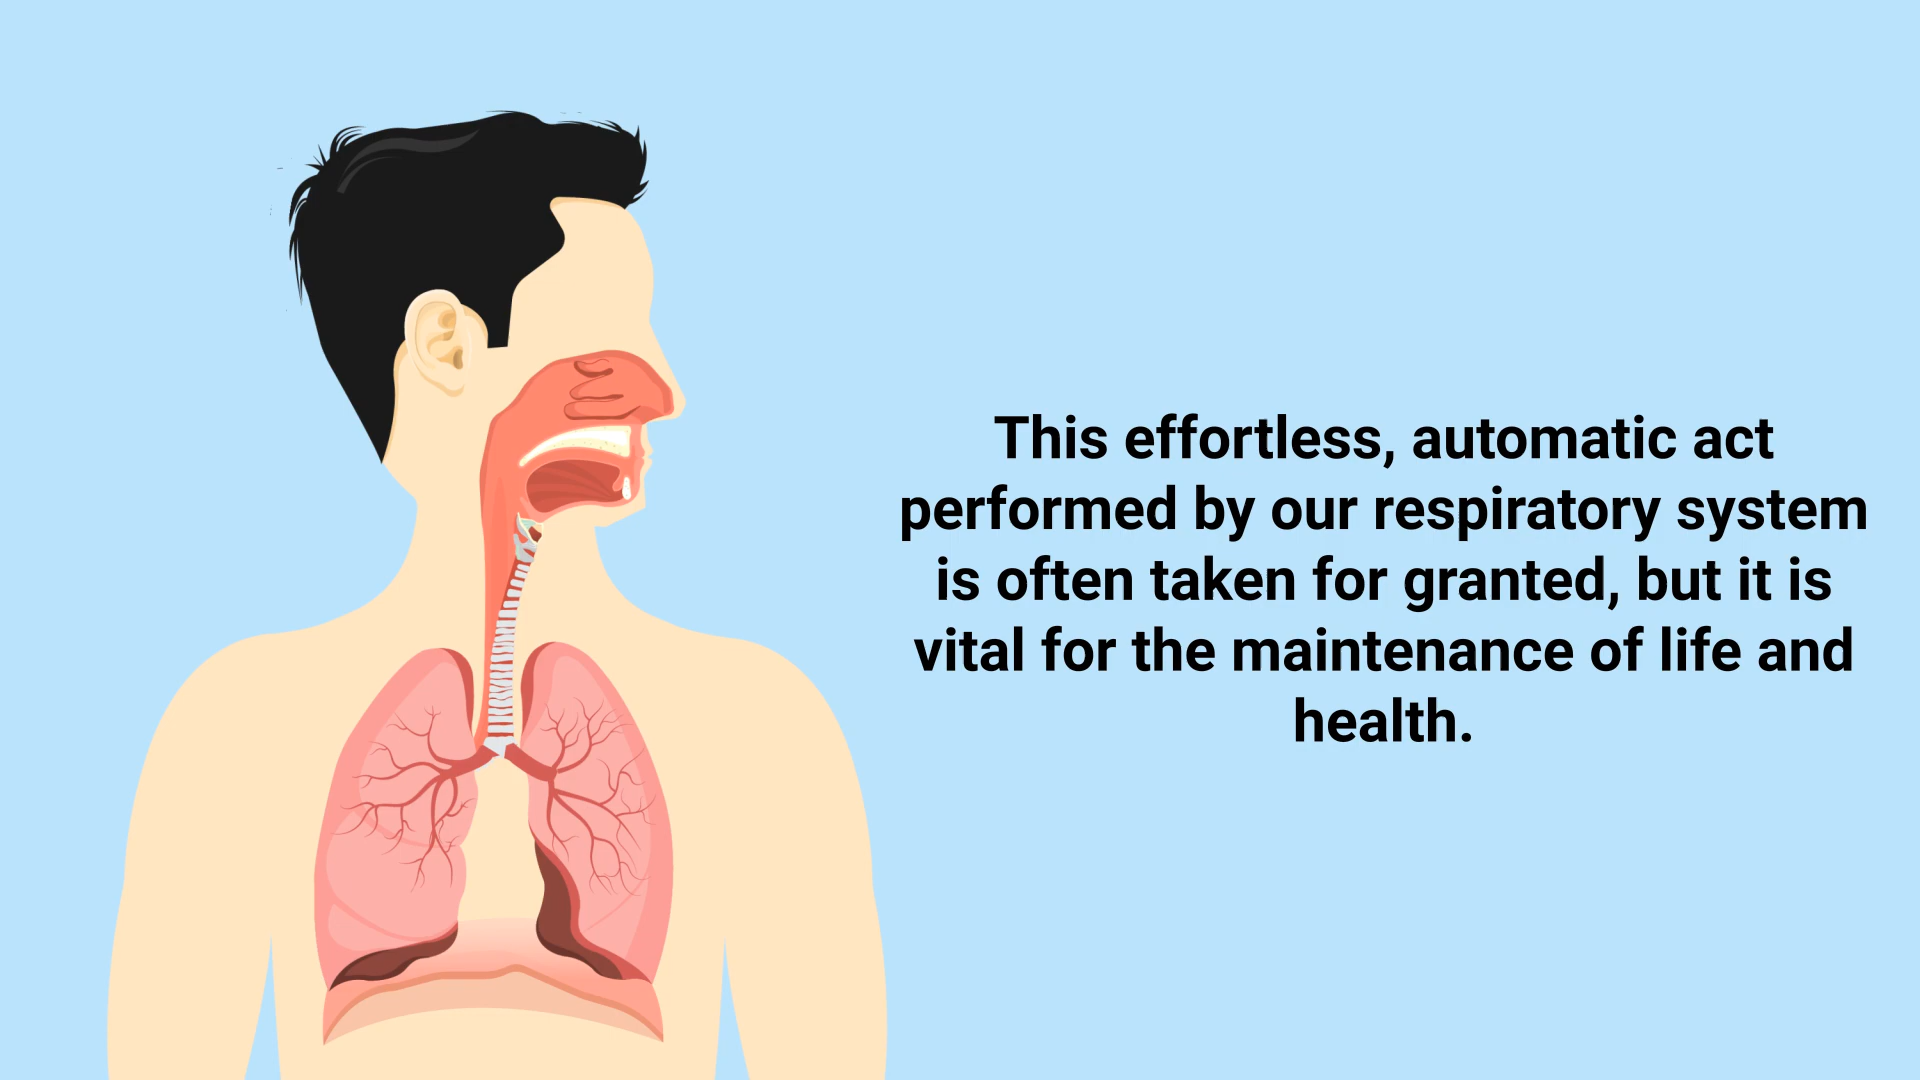 This effortless, automatic act
performed by our respiratory system
is often taken for granted, but it is
vital for the maintenance of life and
health.